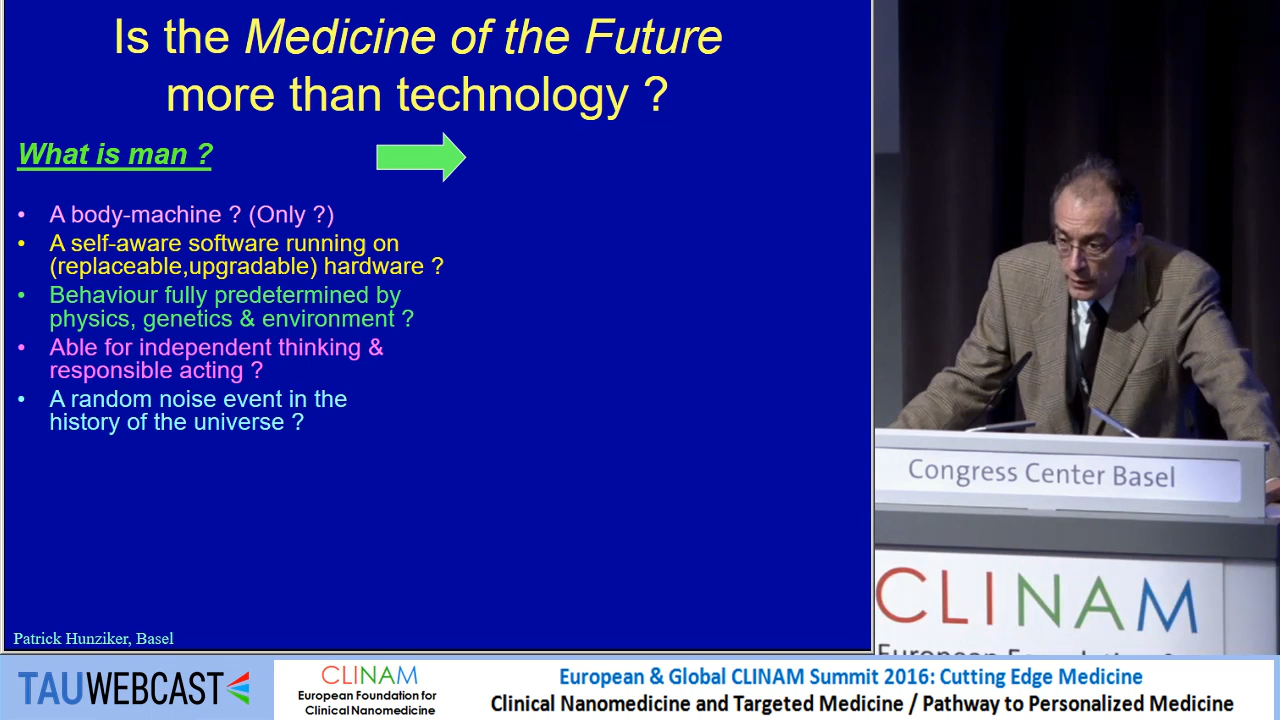 Is the Medicine of the Future
more than technology ?
What is man ?
• A body-machine ? (Only ?)
• A self-aware software running on
(replaceable,upgradable) hardware ?
• Behaviour fully predetermined by
physics, genetics & environment ?
• Able for independent thinking &
responsible acting ?
• A random noise event in the
history of the universe ?
Patrick Hunziker, Basel
Congress Center Basel
CLINAM
European Foundation
TAUWEBCAST
CLINAM
European Foundation for
Clinical Nanomedicine
European & Global CLINAM Summit 2016: Cutting Edge Medicine
Clinical Nanomedicine and Targeted Medicine / Pathway to Personalized Medicine